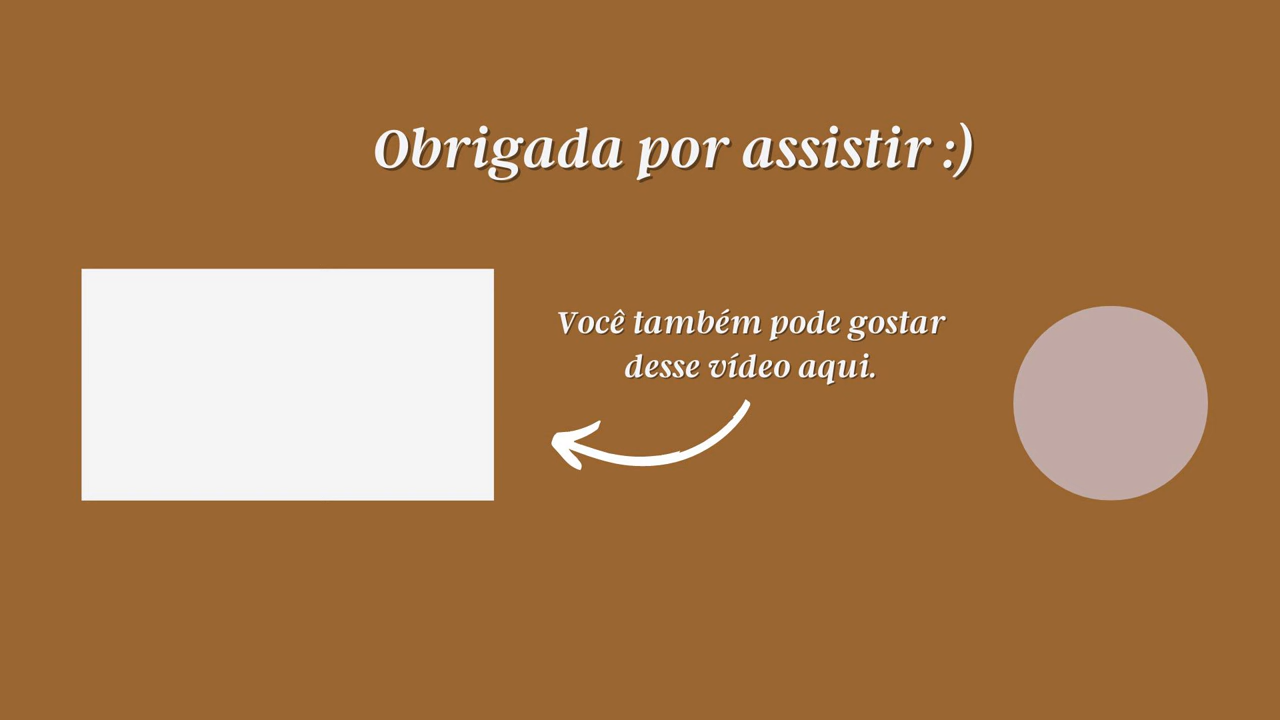 Obrigada por assistir :)
Você também pode gostar
desse vídeo aqui.